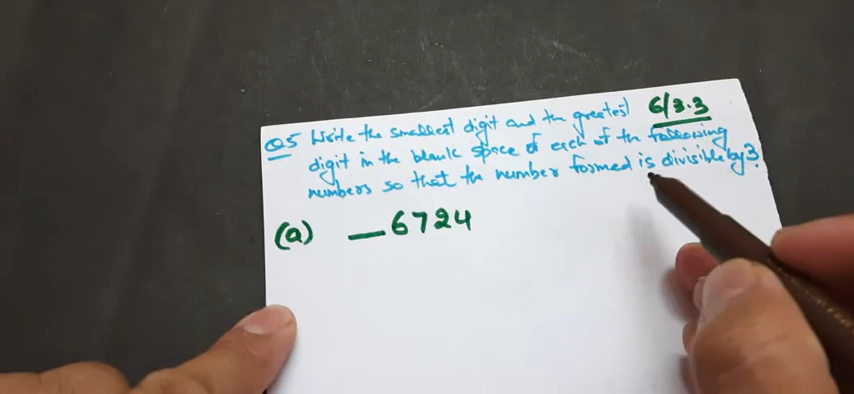 Q5 Write the smallest digit and the greatest 6/3.3
digit in the blank space of each of the following
numbers so that the number formed is divisible by 3.
(a) __6724